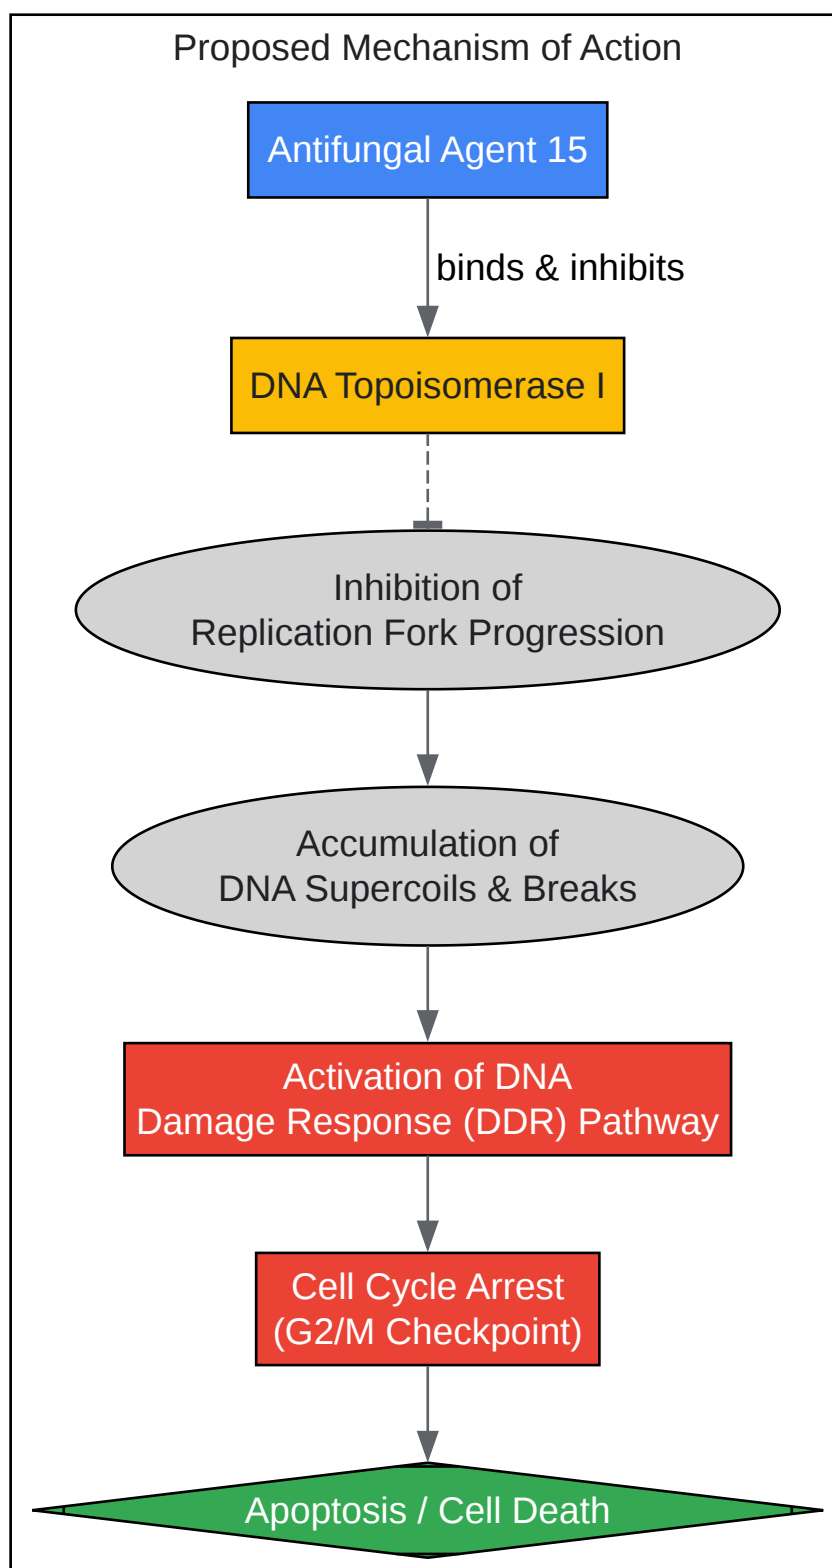 Proposed Mechanism of Action
Antifungal Agent 15
binds & inhibits
DNA Topoisomerase I
Inhibition of
Replication Fork Progression
Accumulation of
DNA Supercoils & Breaks
Activation of DNA
Damage Response (DDR) Pathway
Cell Cycle Arrest
(G2/M Checkpoint)
Apoptosis / Cell Death